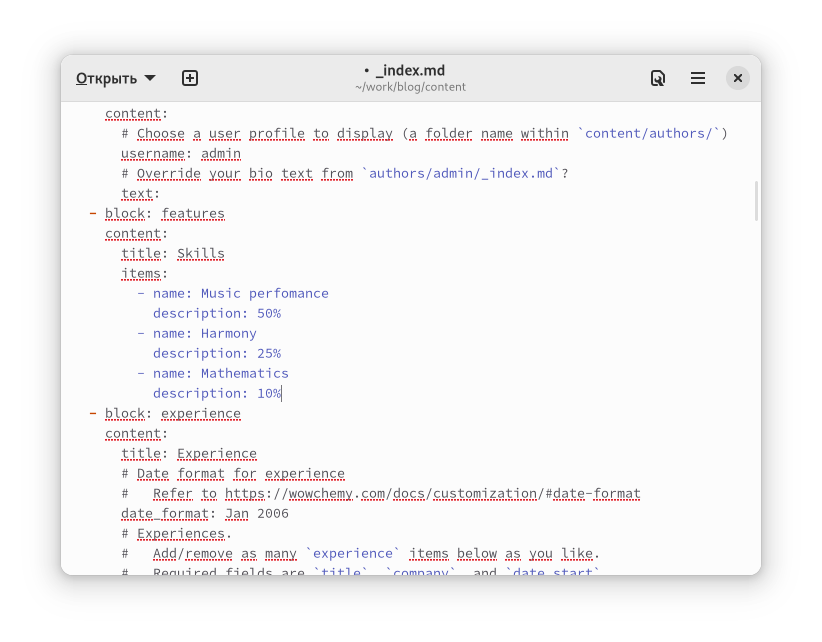 Открыть
• _index.md
~/work/blog/content
content:
# Choose a user profile to display (a folder name within `content/authors/`)
username: admin
# Override your bio text from `authors/admin/_index.md`?
text:
- block: features
content:
title: Skills
items:
- name: Music perfomance
description: 50%
- name: Harmony
description: 25%
- name: Mathematics
description: 10%
- block: experience
content:
title: Experience
# Date format for experience
#   Refer to https://wowchemy.com/docs/customization/#date-format
date_format: Jan 2006
# Experiences.
#   Add/remove as many `experience` items below as you like.
#   Required fields are `title`, `company`, and `date_start`